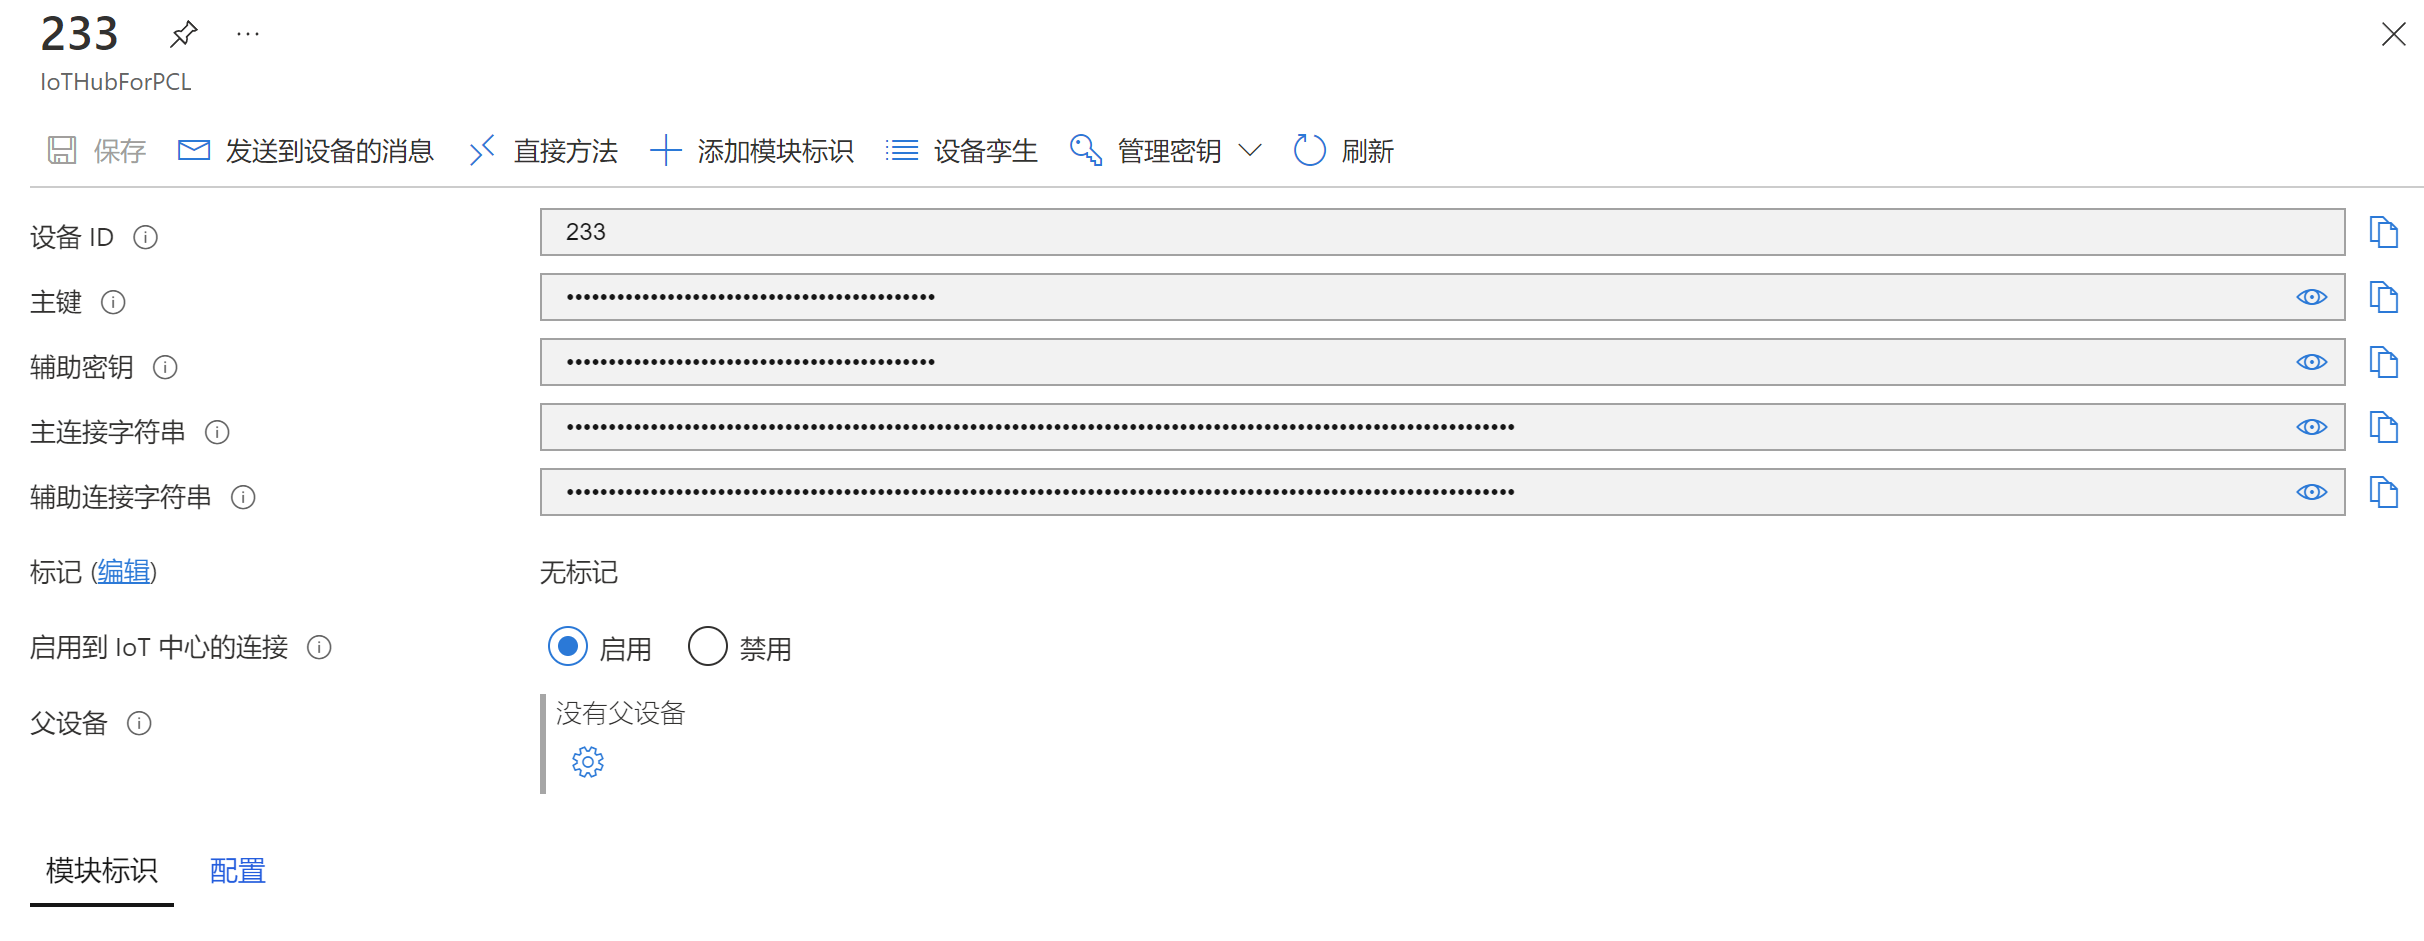 233 ...
IoTHubForPCL
保存 发送到设备的消息 直接方法 添加模块标识 设备孪生 管理密钥 刷新
设备 ID 233
主键 ••••••••••••••••••••••••••••••••••••••••••••
辅助密钥 ••••••••••••••••••••••••••••••••••••••••••••
主连接字符串 •••••••••••••••••••••••••••••••••••••••••••••••••••••••••••••••••••••••••••••••••••••••••••••••••••••••••••••••••
辅助连接字符串 •••••••••••••••••••••••••••••••••••••••••••••••••••••••••••••••••••••••••••••••••••••••••••••••••••••••••••••••••
标记 (编辑) 无标记
启用到 IoT 中心的连接 启用 禁用
父设备 没有父设备
模块标识 配置